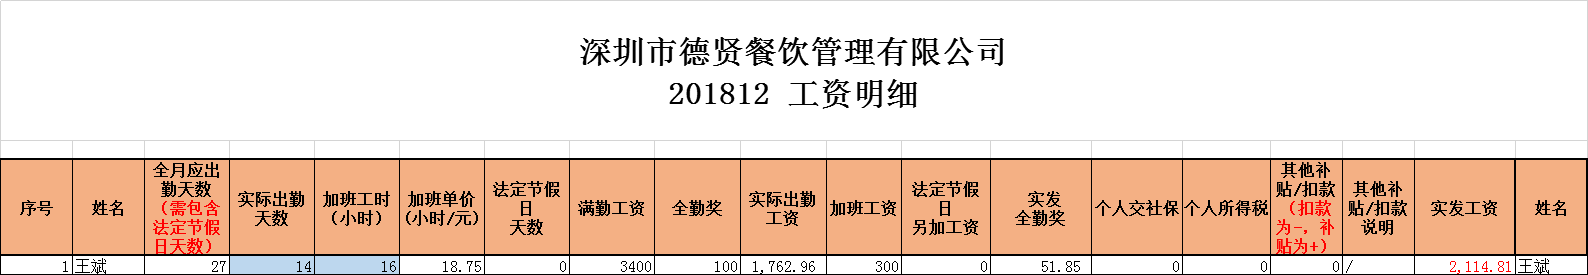 深圳市德贤餐饮管理有限公司
201812 工资明细
序号
姓名
全月应出
勤天数
（需包含
法定节假
日天数）
实际出勤
天数
加班工时
（小时）
加班单价
(小时/元)
法定节假
日
天数
满勤工资
全勤奖
实际出勤
工资
加班工资
法定节假
日
另加工资
实发
全勤奖
个人交社保
个人所得税
其他补
贴/扣款
（扣款
为-，补
贴为+）
其他补
贴/扣款
说明
实发工资
姓名
1 王斌 27 14 16 18.75 0 3400 100 1,762.96 300 0 51.85 0 0 0 / 2,114.81 王斌